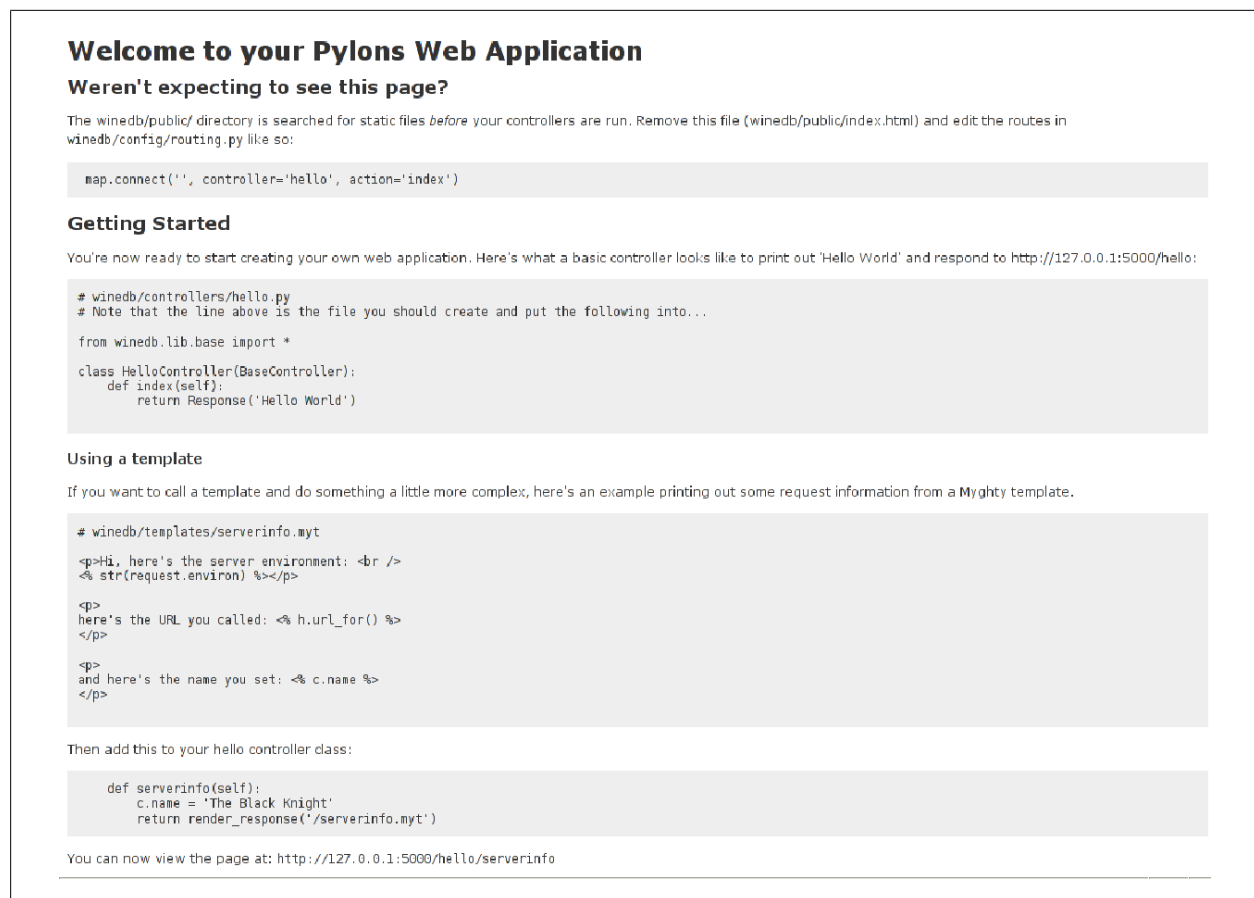 Welcome to your Pylons Web Application
Weren't expecting to see this page?
The winedb/public/ directory is searched for static files before your controllers are run. Remove this file (winedb/public/index.html) and edit the routes in
winedb/config/routing.py like so:
map.connect('', controller='hello', action='index')
Getting Started
You're now ready to start creating your own web application. Here's what a basic controller looks like to print out 'Hello World' and respond to http://127.0.0.1:5000/hello:
# winedb/controllers/hello.py
# Note that the line above is the file you should create and put the following into...
from winedb.lib.base import *
class HelloController(BaseController):
    def index(self):
        return Response('Hello World')
Using a template
If you want to call a template and do something a little more complex, here's an example printing out some request information from a Myghty template.
# winedb/templates/serverinfo.myt
<p>Hi, here's the server environment: <br />
<% str(request.environ) %></p>
<p>
here's the URL you called: <% h.url_for() %>
</p>
<p>
and here's the name you set: <% c.name %>
</p>
Then add this to your hello controller class:
    def serverinfo(self):
        c.name = 'The Black Knight'
        return render_response('/serverinfo.myt')
You can now view the page at: http://127.0.0.1:5000/hello/serverinfo